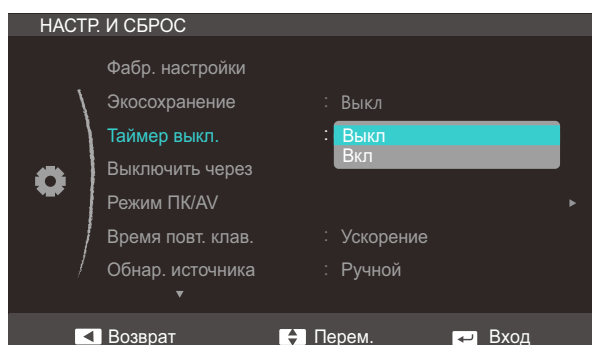 НАСТР. И СБРОС
Фабр. настройки
Экосохранение : Выкл
Таймер выкл. : Выкл
Вкл
Выключить через
Режим ПК/AV
Время повт. клав. : Ускорение
Обнар. источника : Ручной
Возврат Перем. Вход